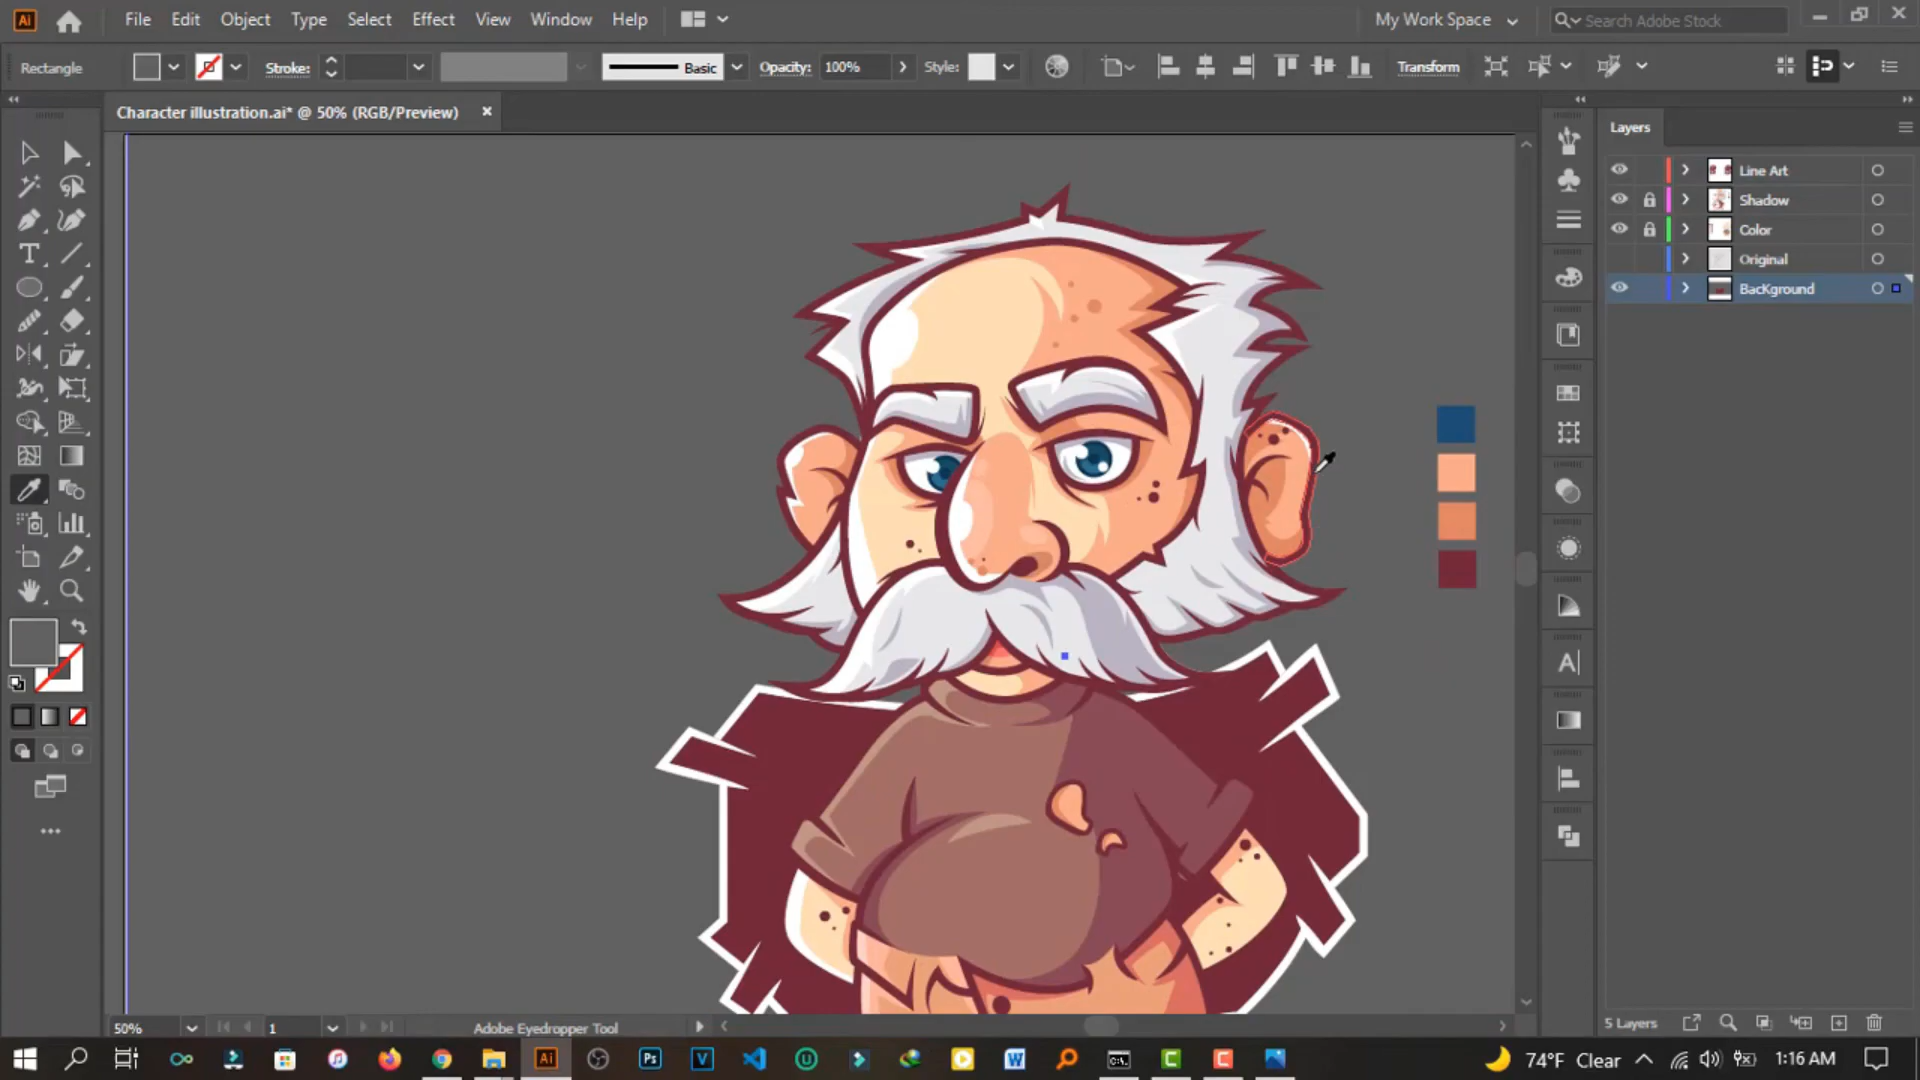 Ai File Edit Object Type Select Effect View Window Help My Work Space Search Adobe Stock
Rectangle Stroke: Basic Opacity: 100% Style: Transform
Character illustration.ai* @ 50% (RGB/Preview)
Layers
Line Art
Shadow
Color
Original
BacKground
50% 1 Adobe Eyedropper Tool
5 Layers
74°F Clear 1:16 AM